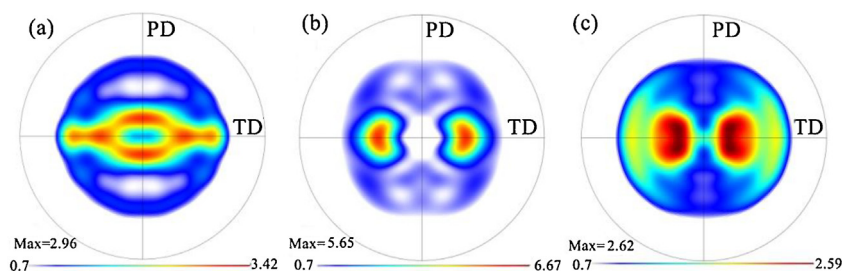 (a) PD (b) PD (c) PD
TD TD TD
Max=2.96 Max=5.65 Max=2.62
0.7 3.42 0.7 6.67 0.7 2.59